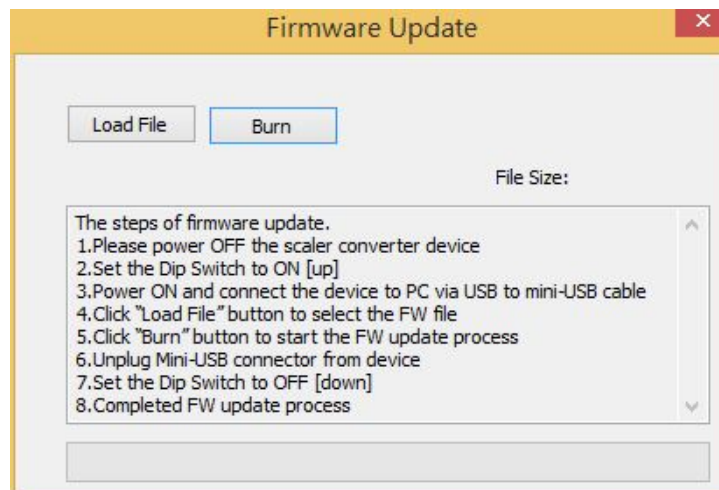 Firmware Update
Load File
Burn
File Size:
The steps of firmware update.
1.Please power OFF the scaler converter device
2.Set the Dip Switch to ON [up]
3.Power ON and connect the device to PC via USB to mini-USB cable
4.Click "Load File" button to select the FW file
5.Click "Burn" button to start the FW update process
6.Unplug Mini-USB connector from device
7.Set the Dip Switch to OFF [down]
8.Completed FW update process